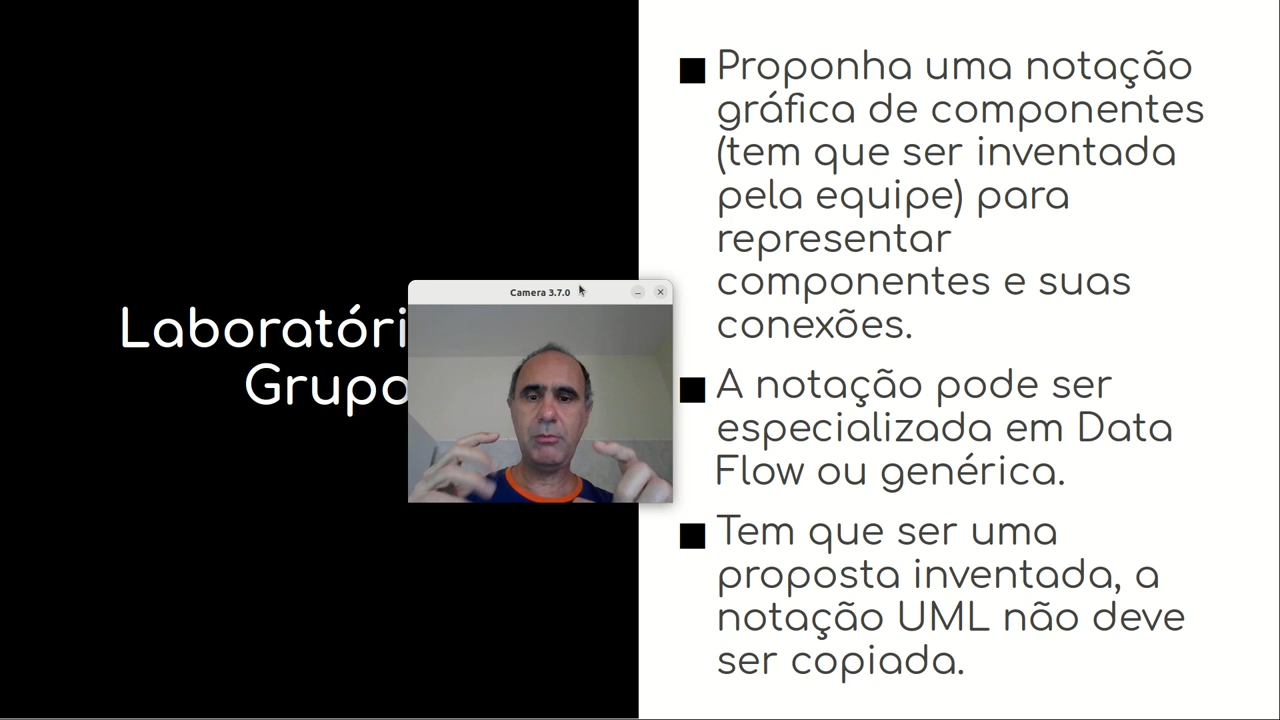 Laboratóri
Grupo
Camera 3.7.0
Proponha uma notação
gráfica de componentes
(tem que ser inventada
pela equipe) para
representar
componentes e suas
conexões.
A notação pode ser
especializada em Data
Flow ou genérica.
Tem que ser uma
proposta inventada, a
notação UML não deve
ser copiada.